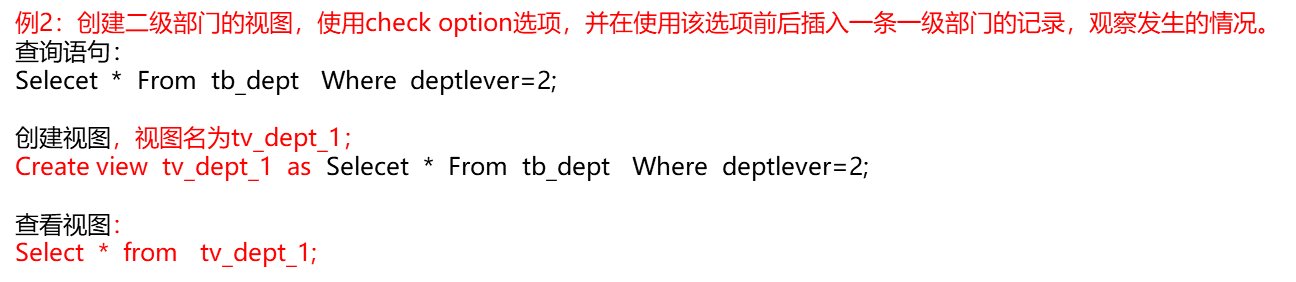 例2：创建二级部门的视图，使用check option选项，并在使用该选项前后插入一条一级部门的记录，观察发生的情况。
查询语句：
Selecet * From tb_dept Where deptlever=2;
创建视图，视图名为tv_dept_1；
Create view tv_dept_1 as Selecet * From tb_dept Where deptlever=2;
查看视图：
Select * from tv_dept_1;